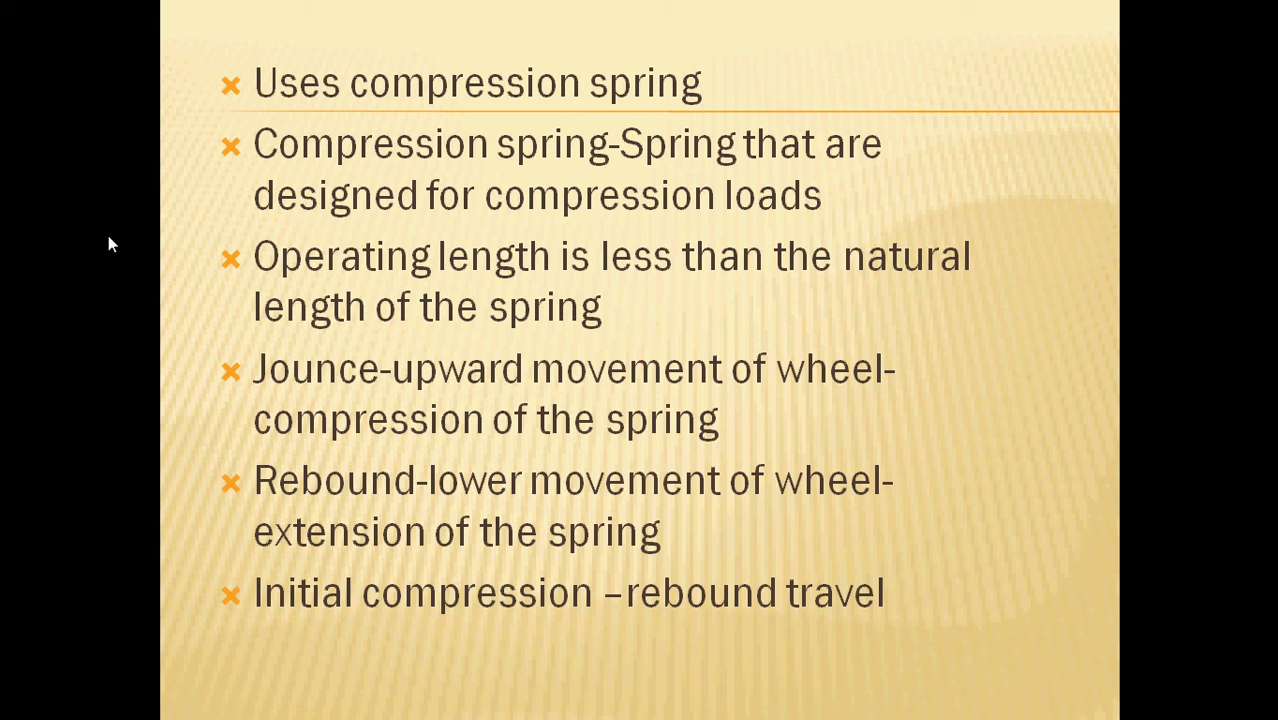 Uses compression spring
Compression spring-Spring that are
designed for compression loads
Operating length is less than the natural
length of the spring
Jounce-upward movement of wheel-
compression of the spring
Rebound-lower movement of wheel-
extension of the spring
Initial compression –rebound travel